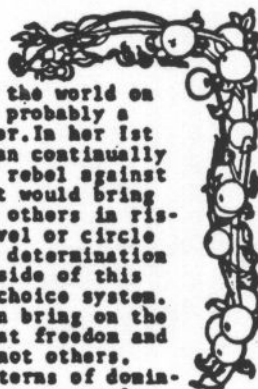 the world on
probably a
er. In her 1st
an continually
rebel against
t would bring
others in ris-
vel or circle
determination
side of this
choice system.
n bring on the
at freedom and
not others.
terns of domin-